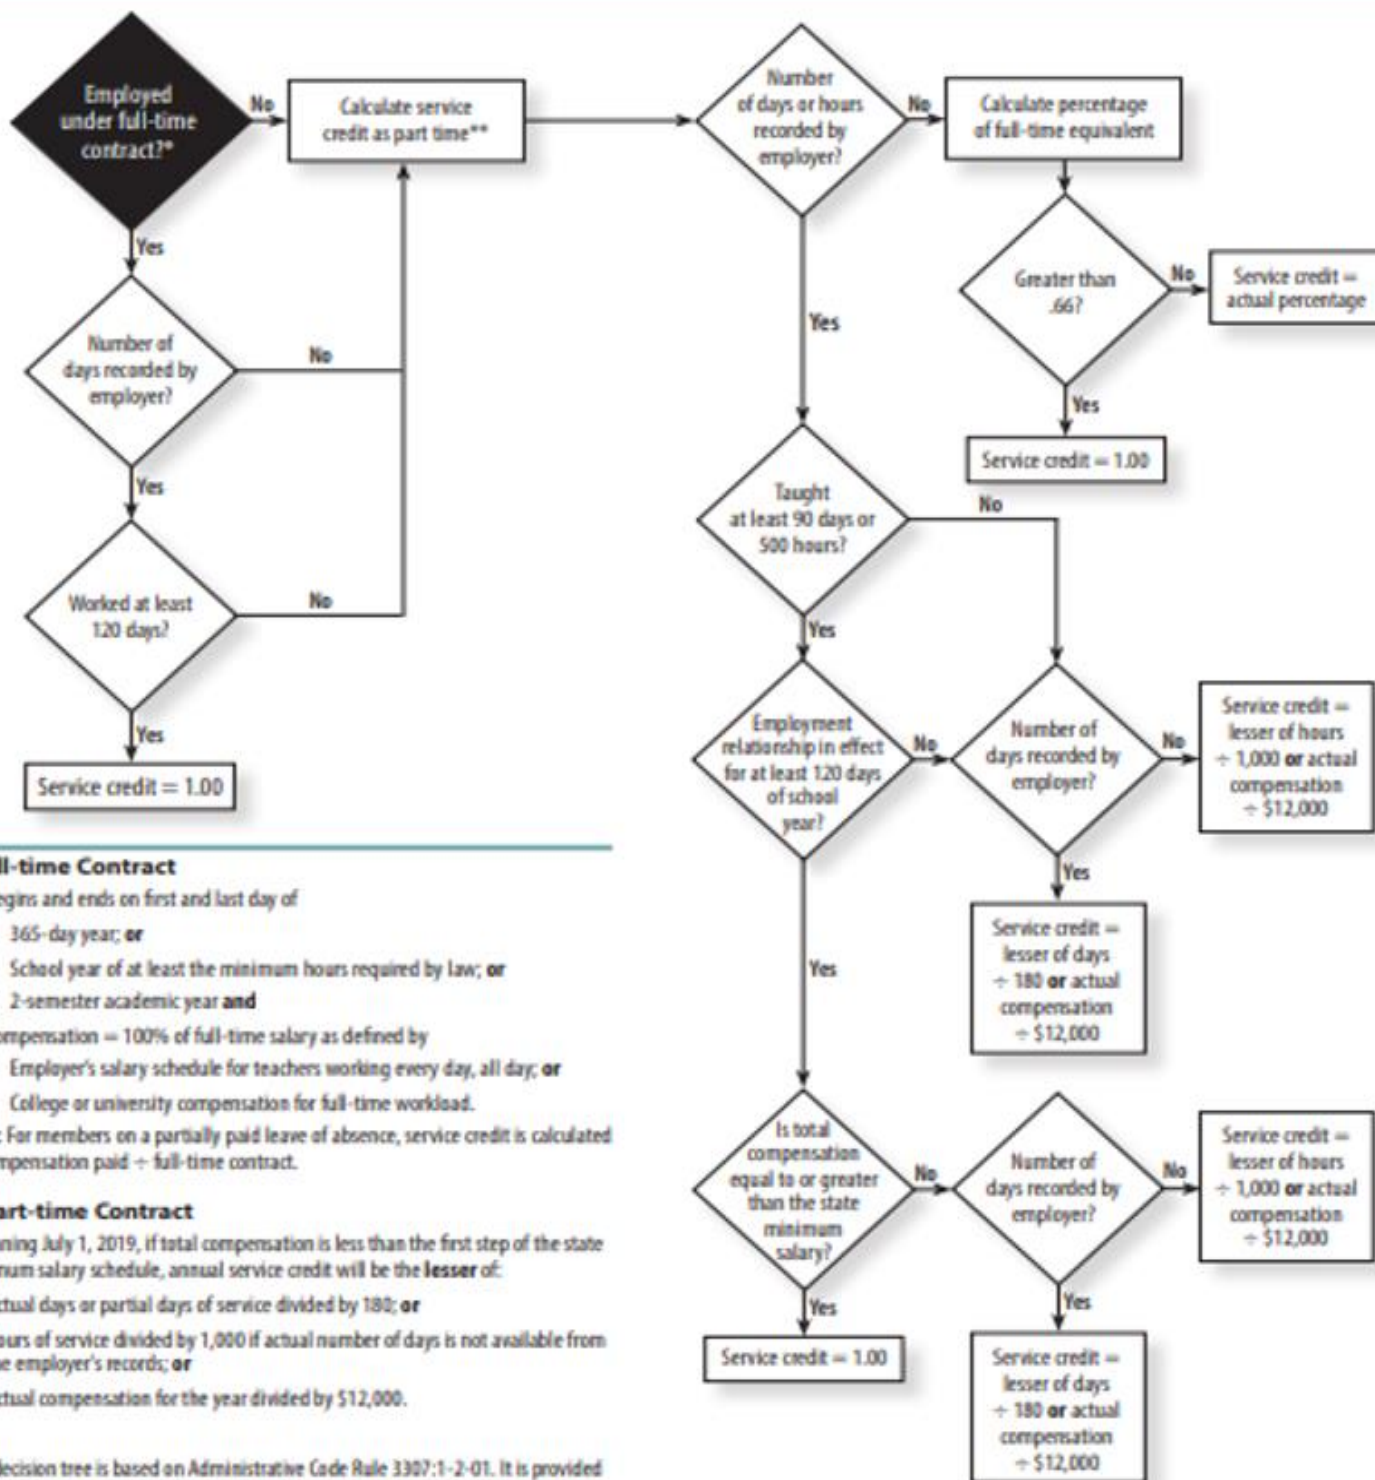 Employed
under full-time
contract?*
No
Calculate service
credit as part time**
Number
of days or hours
recorded by
employer?
No
Calculate percentage
of full-time equivalent
Yes
Number of
days recorded by
employer?
No
Yes
Greater than
.66?
No
Service credit =
actual percentage
Yes
Service credit = 1.00
Yes
Worked at least
120 days?
No
Yes
Service credit = 1.00
Taught
at least 90 days or
500 hours?
No
Yes
Employment
relationship in effect
for at least 120 days
of school
year?
No
Number of
days recorded by
employer?
No
Service credit =
lesser of hours
÷ 1,000 or actual
compensation
÷ $12,000
Yes
Service credit =
lesser of days
÷ 180 or actual
compensation
÷ $12,000
Yes
Is total
compensation
equal to or greater
than the state
minimum
salary?
No
Number of
days recorded by
employer?
No
Service credit =
lesser of hours
÷ 1,000 or actual
compensation
÷ $12,000
Yes
Service credit = 1.00
Yes
Service credit =
lesser of days
÷ 180 or actual
compensation
÷ $12,000
ll-time Contract
egins and ends on first and last day of
365-day year; or
School year of at least the minimum hours required by law; or
2-semester academic year and
ompensation = 100% of full-time salary as defined by
Employer's salary schedule for teachers working every day, all day; or
College or university compensation for full-time workload.
: For members on a partially paid leave of absence, service credit is calculated
mpensation paid ÷ full-time contract.
art-time Contract
ning July 1, 2019, if total compensation is less than the first step of the state
num salary schedule, annual service credit will be the lesser of:
ctual days or partial days of service divided by 180; or
ours of service divided by 1,000 if actual number of days is not available from
e employer's records; or
ctual compensation for the year divided by $12,000.
decision tree is based on Administrative Code Rule 3307:1-2-01. It is provided